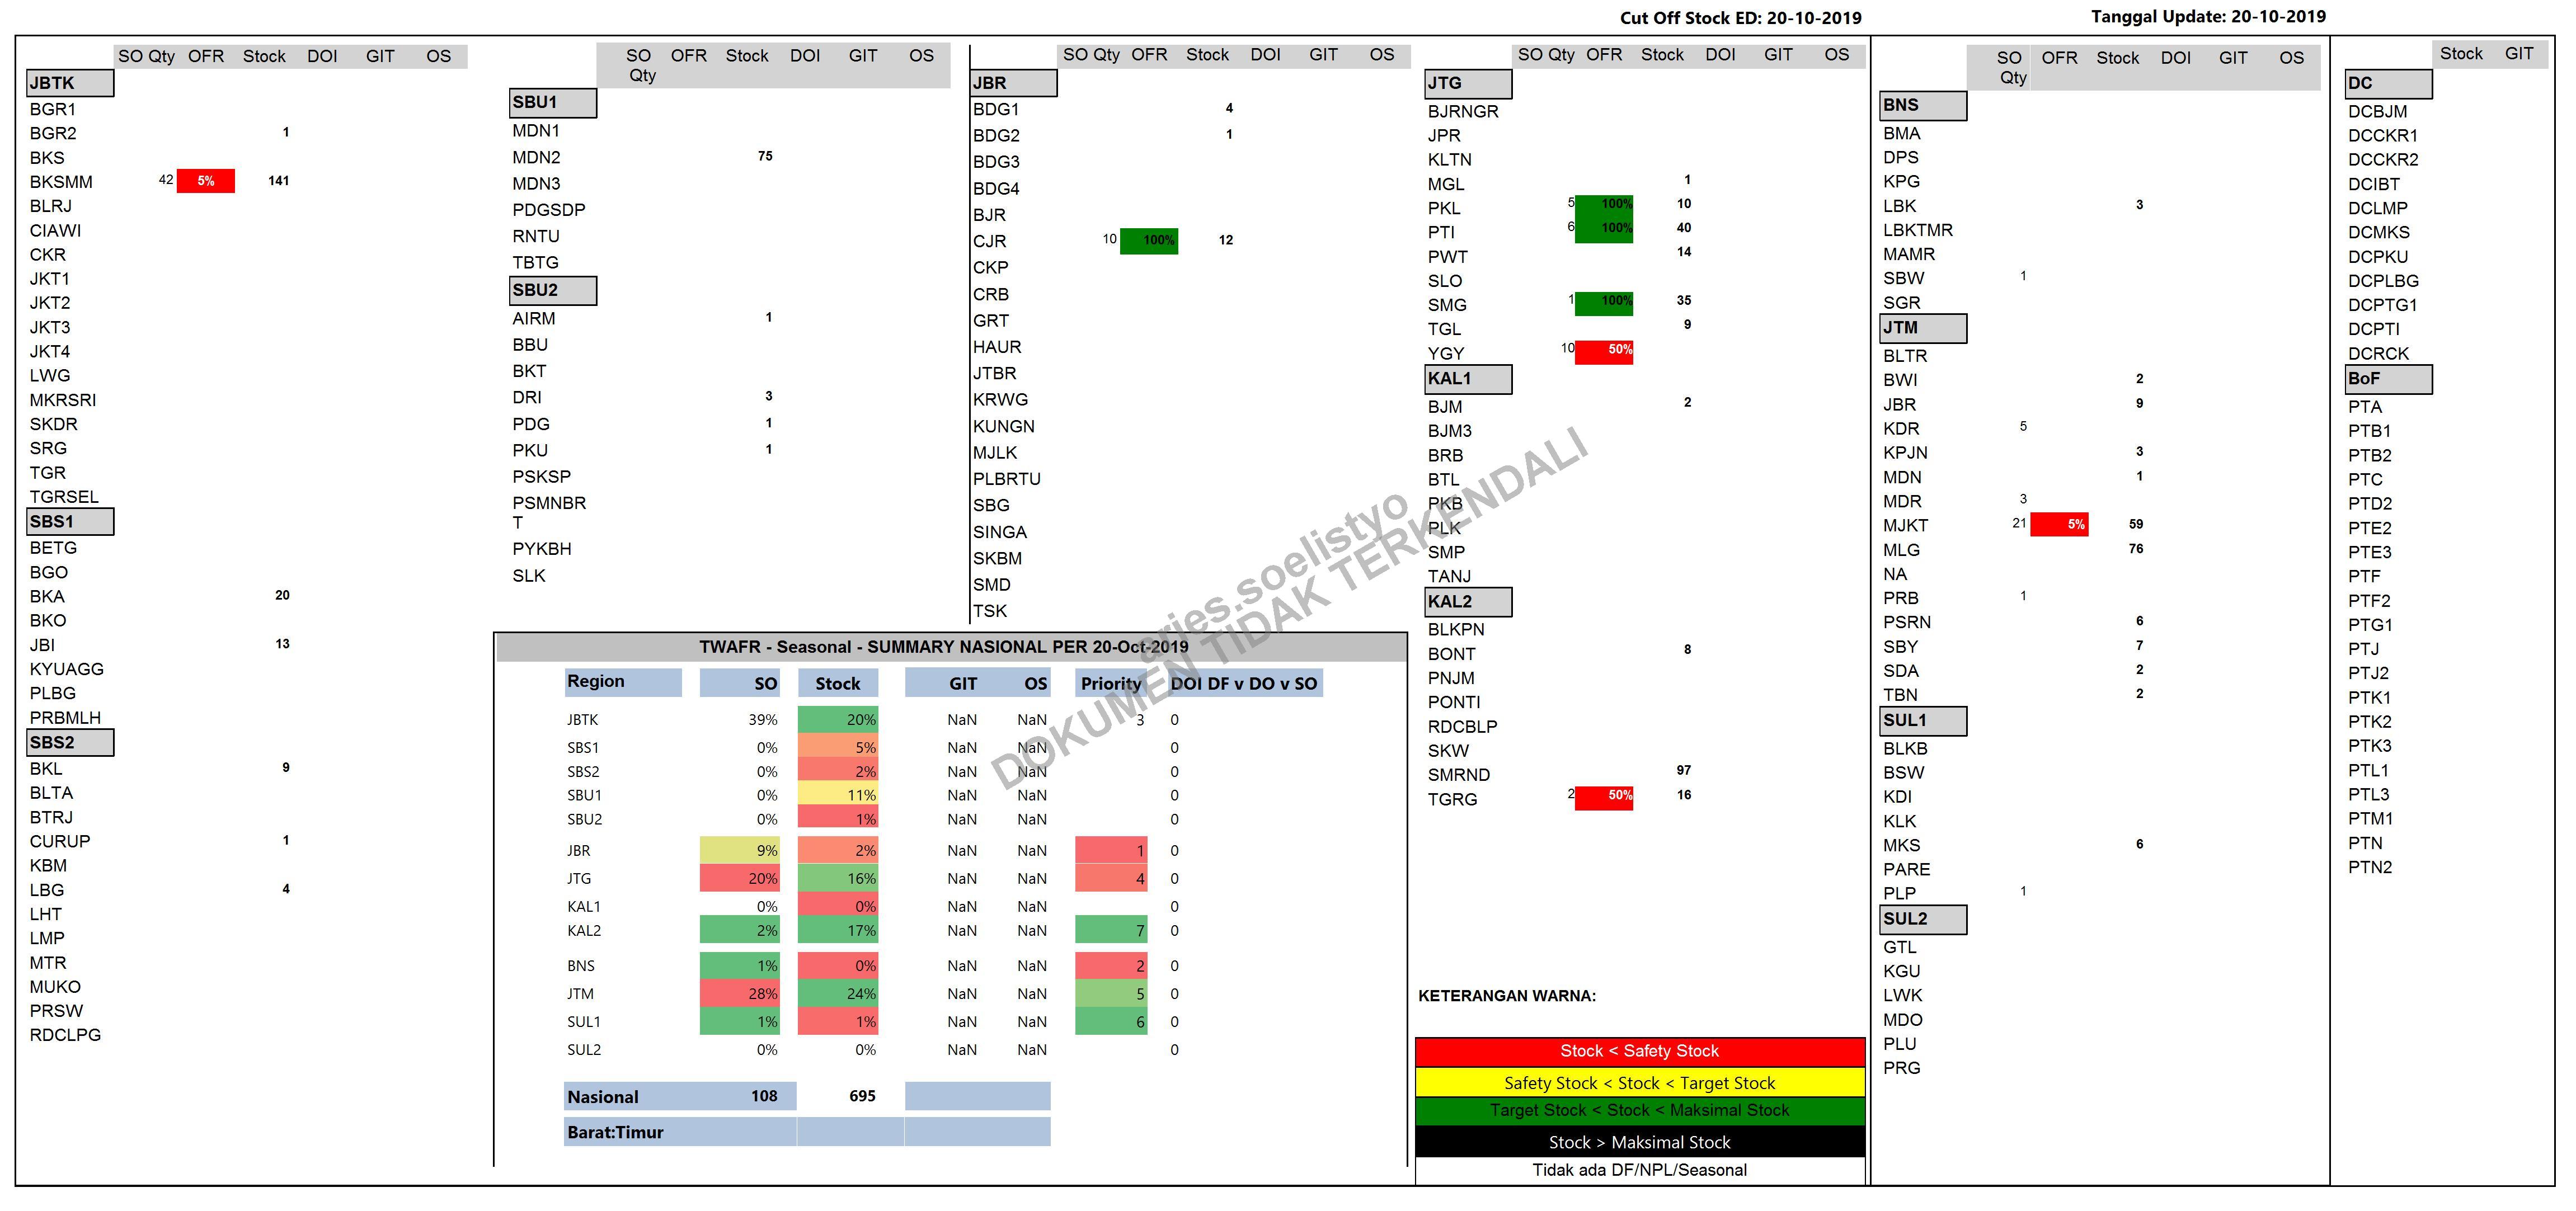 Cut Off Stock ED: 20-10-2019
Tanggal Update: 20-10-2019
SO Qty OFR Stock DOI GIT OS
JBTK
BGR1
BGR2 1
BKS
BKSMM 42 5% 141
BLRJ
CIAWI
CKR
JKT1
JKT2
JKT3
JKT4
LWG
MKRSRI
SKDR
SRG
TGR
TGRSEL
SBS1
BETG
BGO
BKA 20
BKO
JBI 13
KYUAGG
PLBG
PRBMLH
SBS2
BKL 9
BLTA
BTRJ
CURUP 1
KBM
LBG 4
LHT
LMP
MTR
MUKO
PRSW
RDCLPG
SO OFR Stock DOI GIT OS
Qty
SBU1
MDN1
MDN2 75
MDN3
PDGSDP
RNTU
TBTG
SBU2
AIRM 1
BBU
BKT
DRI 3
PDG 1
PKU 1
PSKSP
PSMNBR
T
PYKBH
SLK
SO Qty OFR Stock DOI GIT OS
JBR
BDG1 4
BDG2 1
BDG3
BDG4
BJR
CJR 10 100% 12
CKP
CRB
GRT
HAUR
JTBR
KRWG
KUNGN
MJLK
PLBRTU
SBG
SINGA
SKBM
SMD
TSK
TWAFR - Seasonal - SUMMARY NASIONAL PER 20-Oct-2019
Region SO Stock GIT OS Priority DOI DF v DO v SO
JBTK 39% 20% NaN NaN 3 0
SBS1 0% 5% NaN NaN 0
SBS2 0% 2% NaN NaN 0
SBU1 0% 11% NaN NaN 0
SBU2 0% 1% NaN NaN 0
JBR 9% 2% NaN NaN 1 0
JTG 20% 16% NaN NaN 4 0
KAL1 0% 0% NaN NaN 0
KAL2 2% 17% NaN NaN 7 0
BNS 1% 0% NaN NaN 2 0
JTM 28% 24% NaN NaN 5 0
SUL1 1% 1% NaN NaN 6 0
SUL2 0% 0% NaN NaN 0
Nasional 108 695
Barat:Timur
SO Qty OFR Stock DOI GIT OS
JTG
BJRNGR
JPR
KLTN
MGL 1
PKL 5 100% 10
PTI 6 100% 40
PWT 14
SLO
SMG 1 100% 35
TGL 9
YGY 10 50%
KAL1
BJM 2
BJM3
BRB
BTL
PKB
PLK
SMP
TANJ
KAL2
BLKPN
BONT 8
PNJM
PONTI
RDCBLP
SKW
SMRND 97
TGRG 2 50% 16
KETERANGAN WARNA:
Stock < Safety Stock
Safety Stock < Stock < Target Stock
Target Stock < Stock < Maksimal Stock
Stock > Maksimal Stock
Tidak ada DF/NPL/Seasonal
SO OFR Stock DOI GIT OS
Qty
BNS
BMA
DPS
KPG
LBK 3
LBKTMR
MAMR
SBW 1
SGR
JTM
BLTR
BWI 2
JBR 9
KDR 5
KPJN 3
MDN 1
MDR 3
MJKT 21 5% 59
MLG 76
NA
PRB 1
PSRN 6
SBY 7
SDA 2
TBN 2
SUL1
BLKB
BSW
KDI
KLK
MKS 6
PARE
PLP 1
SUL2
GTL
KGU
LWK
MDO
PLU
PRG
Stock GIT
DC
DCBJM
DCCKR1
DCCKR2
DCIBT
DCLMP
DCMKS
DCPKU
DCPLBG
DCPTG1
DCPTI
DCRCK
BoF
PTA
PTB1
PTB2
PTC
PTD2
PTE2
PTE3
PTF
PTF2
PTG1
PTJ
PTJ2
PTK1
PTK2
PTK3
PTL1
PTL3
PTM1
PTN
PTN2
sries.soelistyo
DOKUMEN TIDAK TERKENDALI